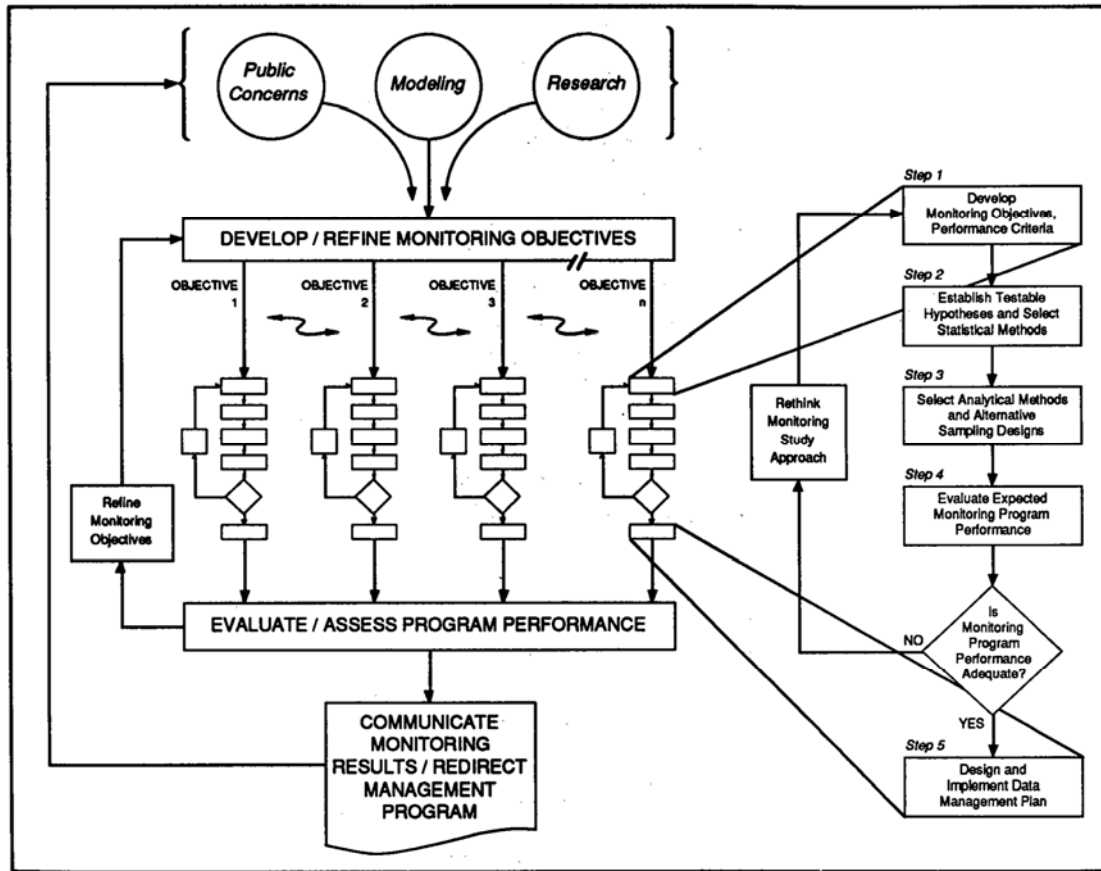 Public
Concerns
Modeling
Research
DEVELOP / REFINE MONITORING OBJECTIVES
OBJECTIVE
1
OBJECTIVE
2
OBJECTIVE
3
OBJECTIVE
n
Refine
Monitoring
Objectives
EVALUATE / ASSESS PROGRAM PERFORMANCE
COMMUNICATE
MONITORING
RESULTS / REDIRECT
MANAGEMENT
PROGRAM
Step 1
Develop
Monitoring Objectives,
Performance Criteria
Step 2
Establish Testable
Hypotheses and Select
Statistical Methods
Step 3
Select Analytical Methods
and Alternative
Sampling Designs
Rethink
Monitoring
Study
Approach
Step 4
Evaluate Expected
Monitoring Program
Performance
Is
Monitoring
Program
Performance
Adequate?
NO
YES
Step 5
Design and
Implement Data
Management Plan